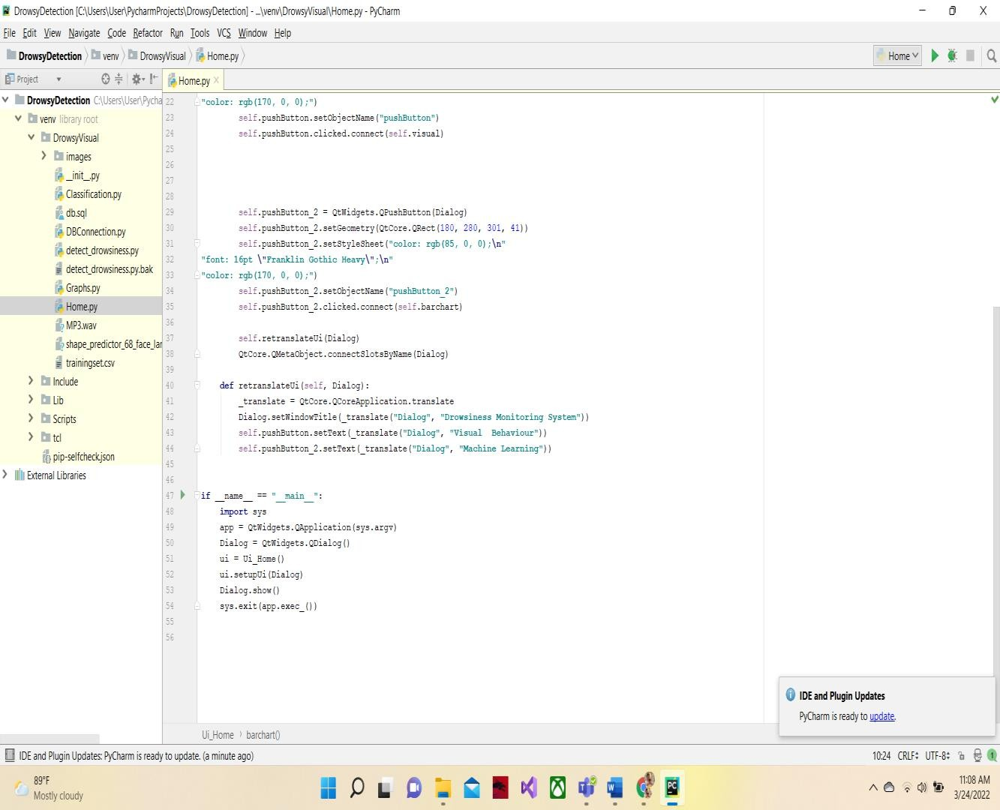 DrowsyDetection [C:\Users\User\PycharmProjects\DrowsyDetection] - ...\venv\DrowsyVisual\Home.py - PyCharm
File Edit View Navigate Code Refactor Run Tools VCS Window Help
DrowsyDetection venv DrowsyVisual Home.py Home
Project Home.py
DrowsyDetection C:\Users\User\Pycha
venv library root
DrowsyVisual
images
__init__.py
Classification.py
db.sql
DBConnection.py
detect_drowsiness.py
detect_drowsiness.py.bak
Graphs.py
Home.py
MP3.wav
shape_predictor_68_face_lar
trainingset.csv
Include
Lib
Scripts
tcl
pip-selfcheck.json
External Libraries
22 "color: rgb(170, 0, 0);")
23 self.pushButton.setObjectName("pushButton")
24 self.pushButton.clicked.connect(self.visual)
25
26
27
28
29 self.pushButton_2 = QtWidgets.QPushButton(Dialog)
30 self.pushButton_2.setGeometry(QtCore.QRect(180, 280, 301, 41))
31 self.pushButton_2.setStyleSheet("color: rgb(85, 0, 0);\n"
32 "font: 16pt \"Franklin Gothic Heavy\";\n"
33 "color: rgb(170, 0, 0);")
34 self.pushButton_2.setObjectName("pushButton_2")
35 self.pushButton_2.clicked.connect(self.barchart)
36
37 self.retranslateUi(Dialog)
38 QtCore.QMetaObject.connectSlotsByName(Dialog)
39
40 def retranslateUi(self, Dialog):
41 _translate = QtCore.QCoreApplication.translate
42 Dialog.setWindowTitle(_translate("Dialog", "Drowsiness Monitoring System"))
43 self.pushButton.setText(_translate("Dialog", "Visual  Behaviour"))
44 self.pushButton_2.setText(_translate("Dialog", "Machine Learning"))
45
46
47 if __name__ == "__main__":
48 import sys
49 app = QtWidgets.QApplication(sys.argv)
50 Dialog = QtWidgets.QDialog()
51 ui = Ui_Home()
52 ui.setupUi(Dialog)
53 Dialog.show()
54 sys.exit(app.exec_())
55
56
IDE and Plugin Updates
PyCharm is ready to update.
Ui_Home › barchart()
IDE and Plugin Updates: PyCharm is ready to update. (a minute ago) 10:24 CRLF UTF-8 1
89°F
Mostly cloudy
W
PC
11:08 AM
3/24/2022